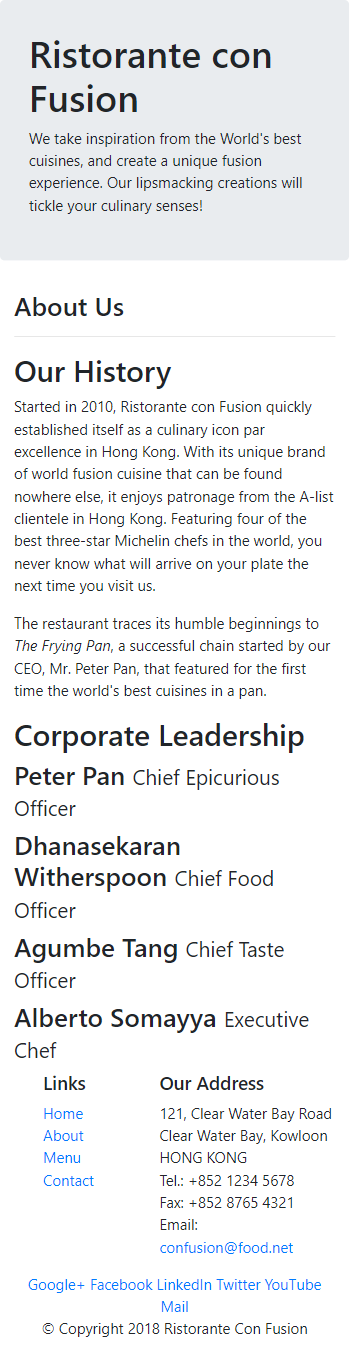 Ristorante con
Fusion
We take inspiration from the World's best
cuisines, and create a unique fusion
experience. Our lipsmacking creations will
tickle your culinary senses!
About Us
Our History
Started in 2010, Ristorante con Fusion quickly
established itself as a culinary icon par
excellence in Hong Kong. With its unique brand
of world fusion cuisine that can be found
nowhere else, it enjoys patronage from the A-list
clientele in Hong Kong. Featuring four of the
best three-star Michelin chefs in the world, you
never know what will arrive on your plate the
next time you visit us.
The restaurant traces its humble beginnings to
The Frying Pan, a successful chain started by our
CEO, Mr. Peter Pan, that featured for the first
time the world's best cuisines in a pan.
Corporate Leadership
Peter Pan Chief Epicurious
Officer
Dhanasekaran
Witherspoon Chief Food
Officer
Agumbe Tang Chief Taste
Officer
Alberto Somayya Executive
Chef
Links
Home
About
Menu
Contact
Our Address
121, Clear Water Bay Road
Clear Water Bay, Kowloon
HONG KONG
Tel.: +852 1234 5678
Fax: +852 8765 4321
Email:
confusion@food.net
Google+ Facebook LinkedIn Twitter YouTube
Mail
© Copyright 2018 Ristorante Con Fusion